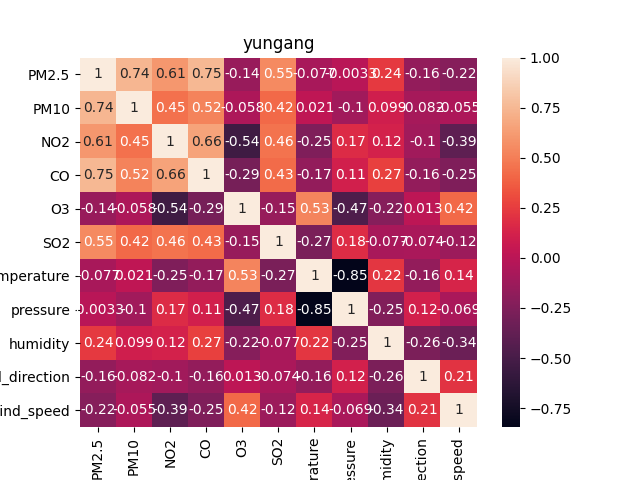 yungang
PM2.5 1 0.74 0.61 0.75 -0.14 0.55 -0.077 -0.0033 0.24 -0.16 -0.22
PM10 0.74 1 0.45 0.52 -0.058 0.42 0.021 -0.1 0.099 -0.082 -0.055
NO2 0.61 0.45 1 0.66 -0.54 0.46 -0.25 0.17 0.12 -0.1 -0.39
CO 0.75 0.52 0.66 1 -0.29 0.43 -0.17 0.11 0.27 -0.16 -0.25
O3 -0.14 -0.058 -0.54 -0.29 1 -0.15 0.53 -0.47 -0.22 0.013 0.42
SO2 0.55 0.42 0.46 0.43 -0.15 1 -0.27 0.18 -0.077 -0.074 -0.12
mperature -0.077 0.021 -0.25 -0.17 0.53 -0.27 1 -0.85 0.22 -0.16 0.14
pressure -0.0033 -0.1 0.17 0.11 -0.47 0.18 -0.85 1 -0.25 0.12 -0.069
humidity 0.24 0.099 0.12 0.27 -0.22 -0.077 0.22 -0.25 1 -0.26 -0.34
d_direction -0.16 -0.082 -0.1 -0.16 0.013 -0.074 -0.16 0.12 -0.26 1 0.21
ind_speed -0.22 -0.055 -0.39 -0.25 0.42 -0.12 0.14 -0.069 -0.34 0.21 1
PM2.5
PM10
NO2
CO
O3
SO2
rature
essure
midity
ection
speed
1.00
0.75
0.50
0.25
0.00
−0.25
−0.50
−0.75